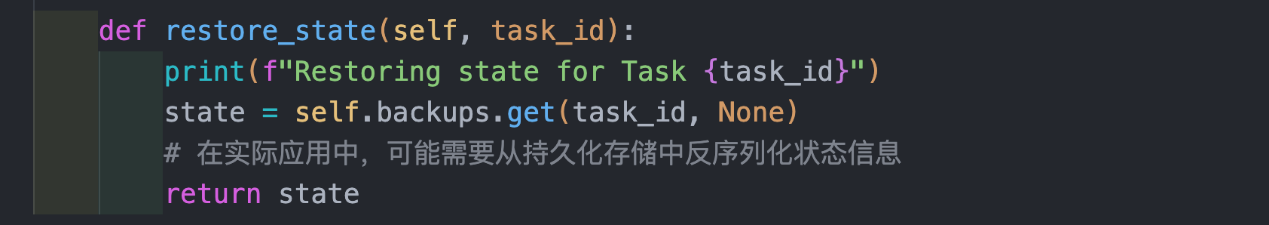 def restore_state(self, task_id):
print(f"Restoring state for Task {task_id}")
state = self.backups.get(task_id, None)
# 在实际应用中，可能需要从持久化存储中反序列化状态信息
return state